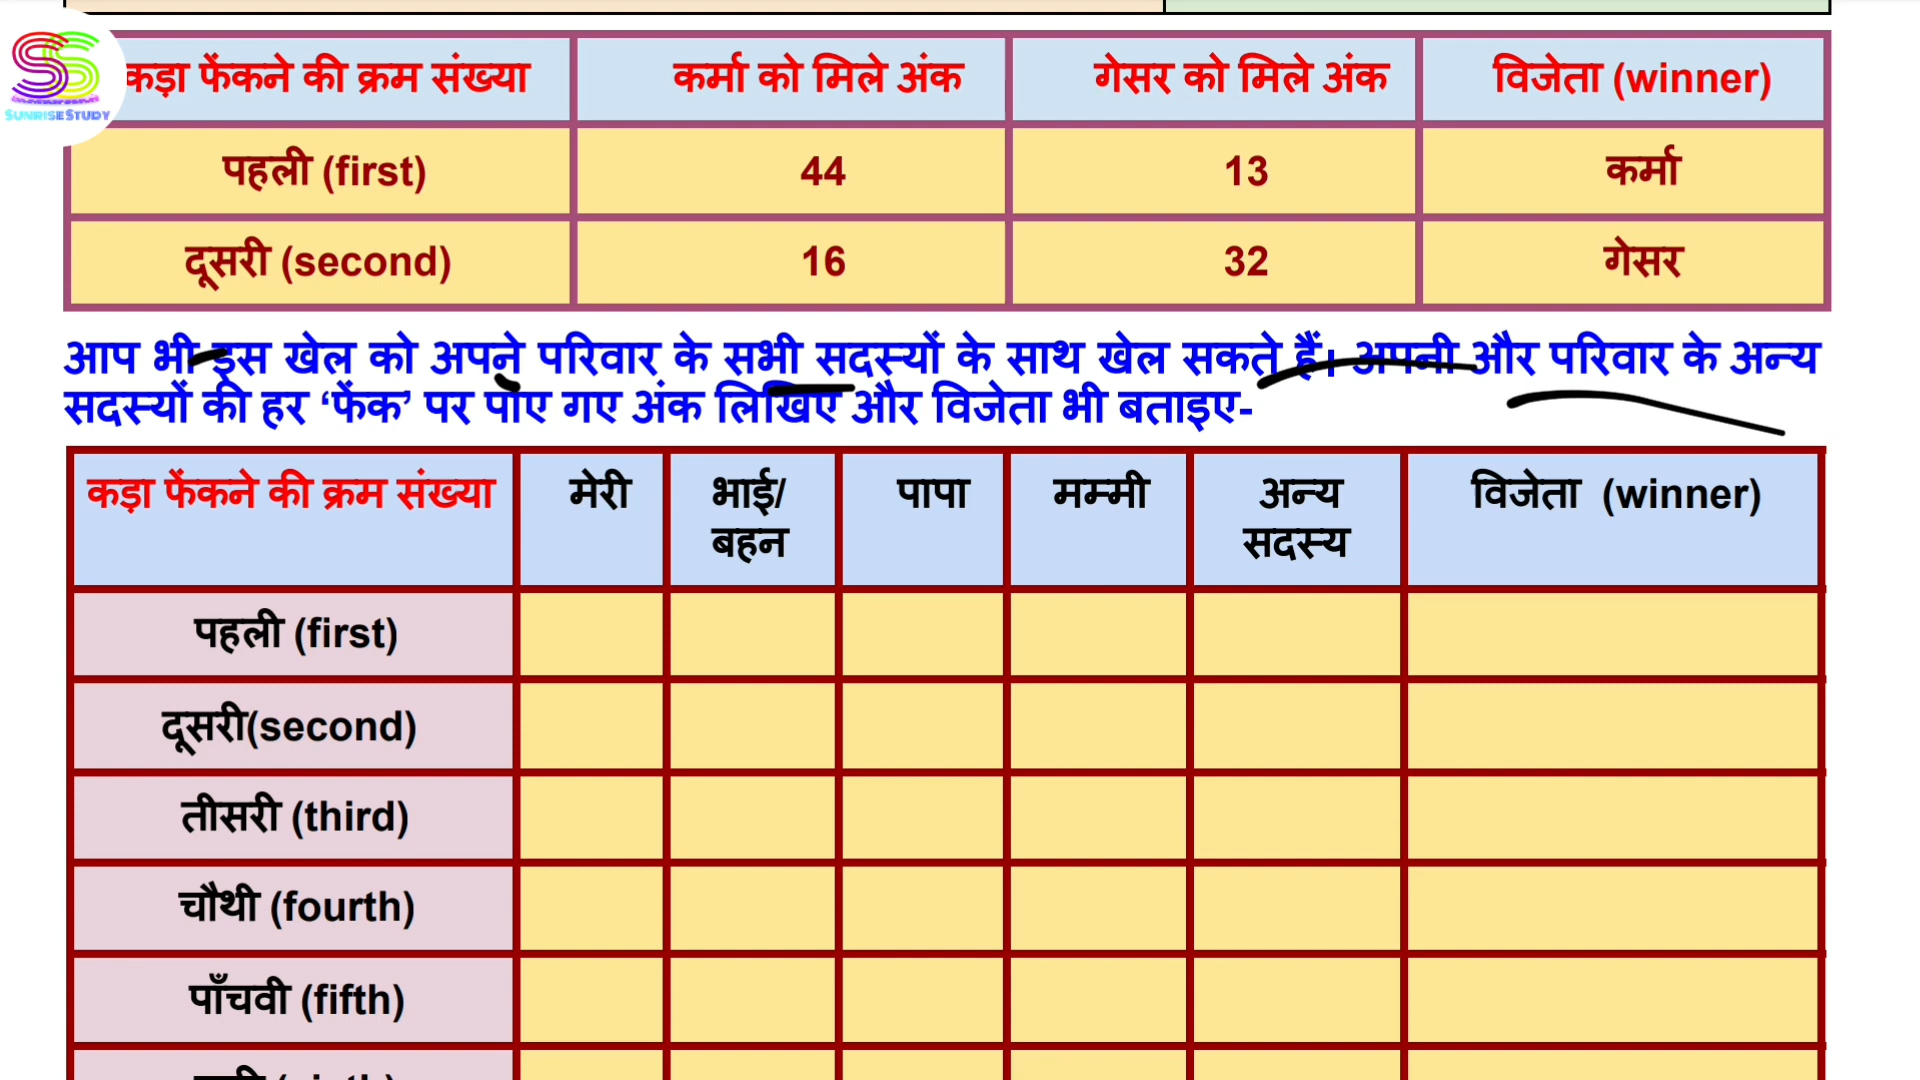 SUNRISESTUDY
कड़ा फेंकने की क्रम संख्या कर्मा को मिले अंक गेसर को मिले अंक विजेता (winner)
पहली (first) 44 13 कर्मा
दूसरी (second) 16 32 गेसर
आप भी इस खेल को अपने परिवार के सभी सदस्यों के साथ खेल सकते हैं। अपनी और परिवार के अन्य
सदस्यों की हर ‘फेंक’ पर पाए गए अंक लिखिए और विजेता भी बताइए-
कड़ा फेंकने की क्रम संख्या मेरी भाई/ पापा मम्मी अन्य विजेता (winner)
बहन सदस्य
पहली (first)
दूसरी(second)
तीसरी (third)
चौथी (fourth)
पाँचवी (fifth)